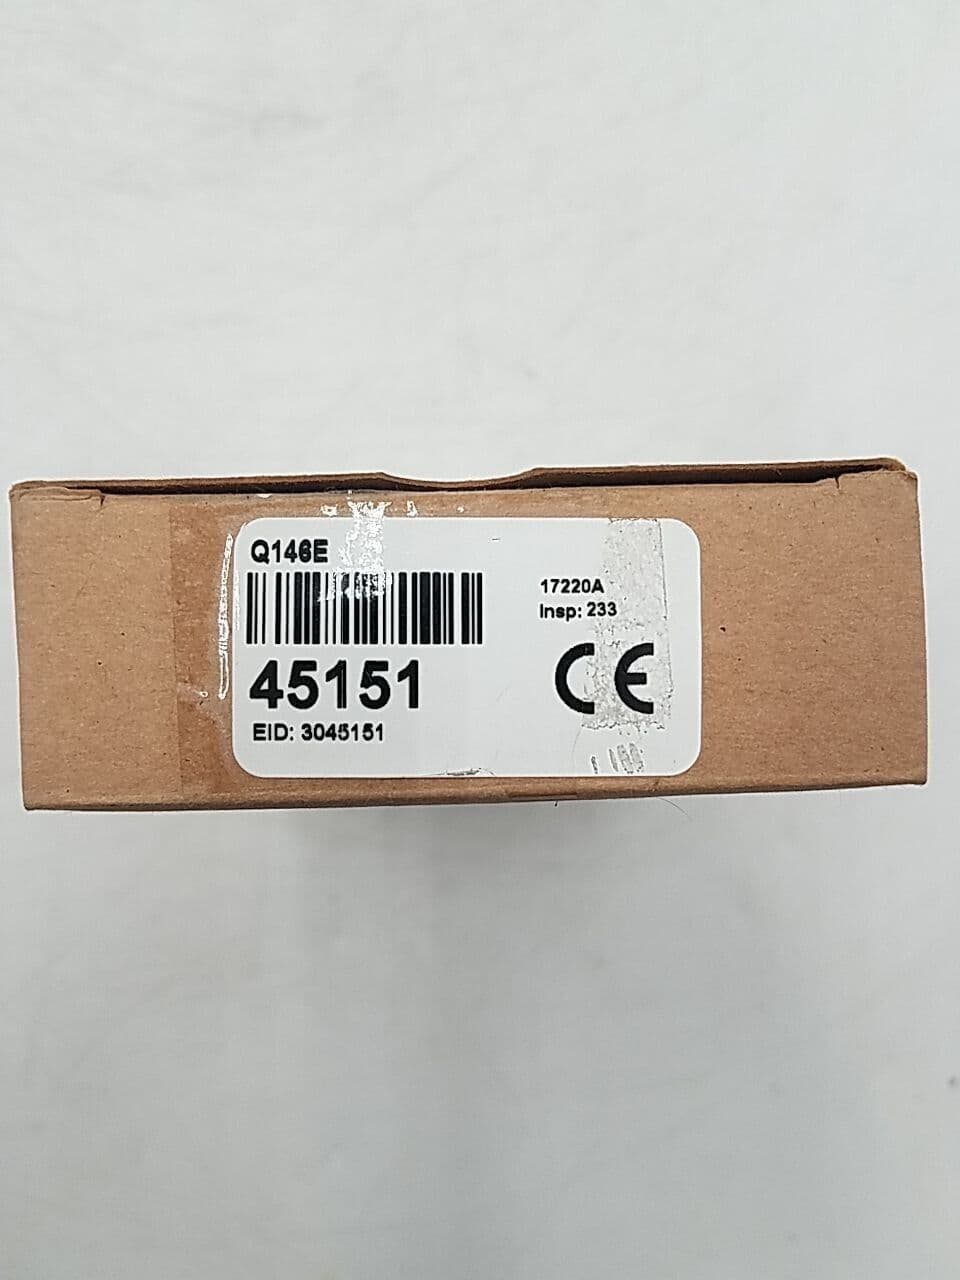 Q146E
17220A
Insp: 233
45151
CE
EID: 3045151